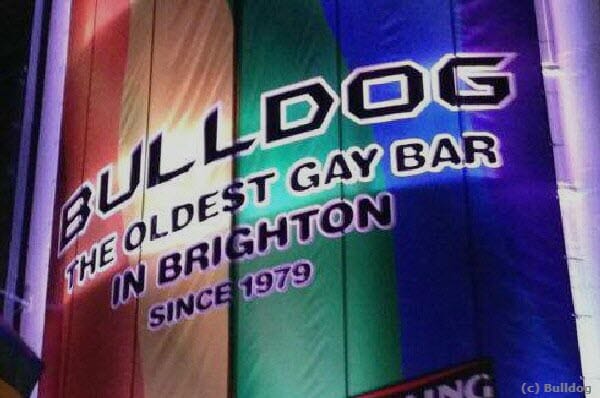 BULLDOG
THE OLDEST GAY BAR
IN BRIGHTON
SINCE 1979
(c) Bulldog